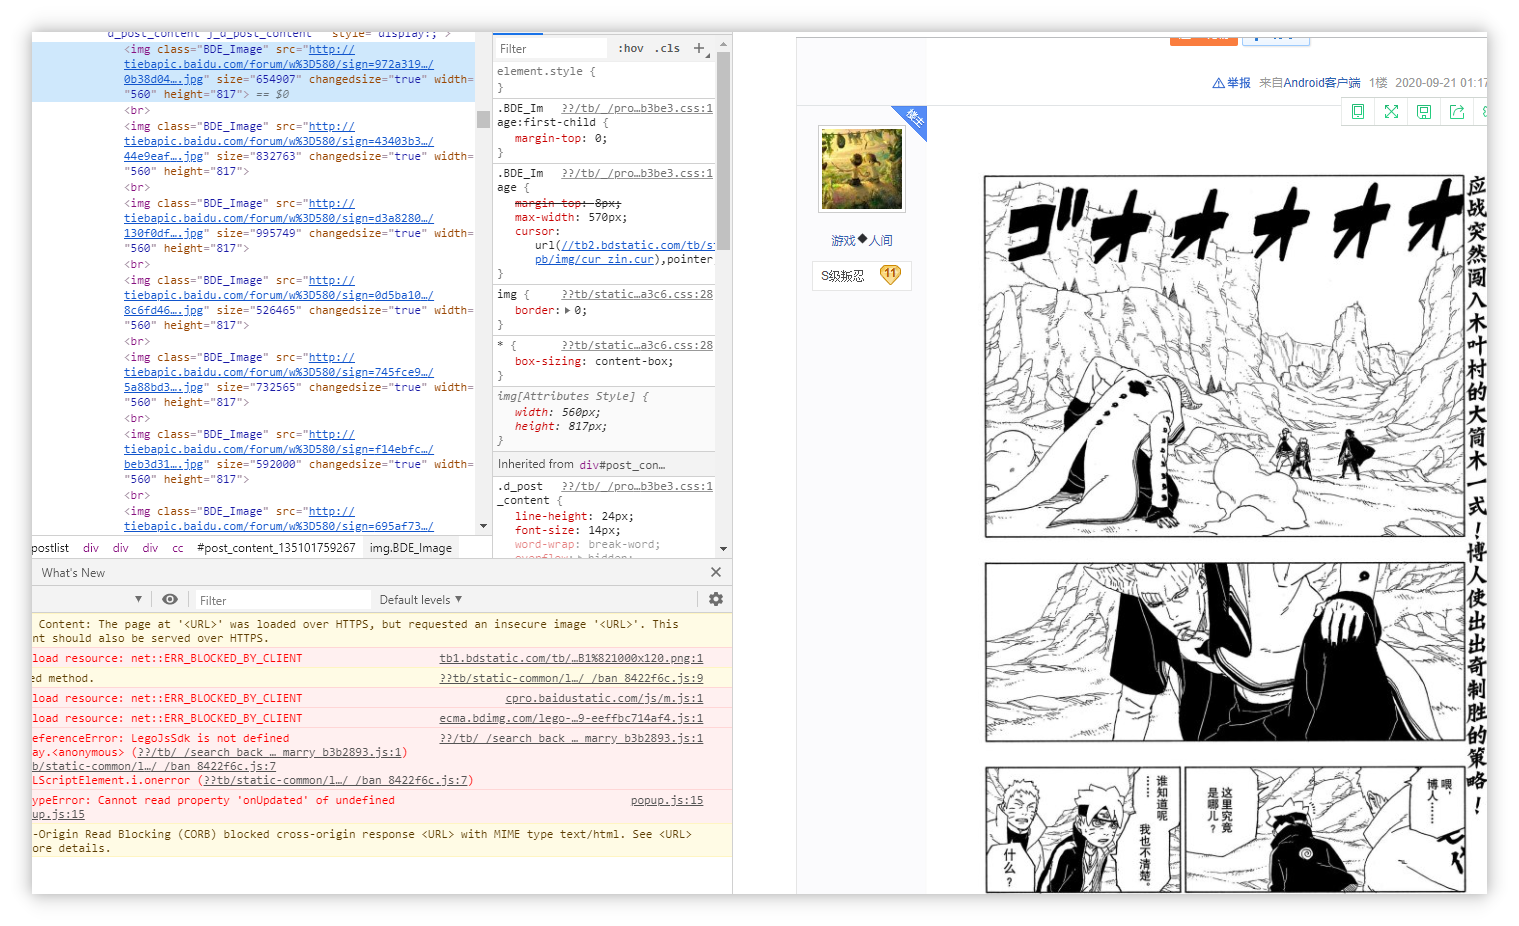 d_post_content j_d_post_content " style="display:;">
<img class="BDE_Image" src="http://
tiebapic.baidu.com/forum/w%3D580/sign=972a319…/
0b38d04….jpg" size="654907" changedsize="true" width=
"560" height="817"> == $0
<br>
<img class="BDE_Image" src="http://
tiebapic.baidu.com/forum/w%3D580/sign=43403b3…/
44e9eaf….jpg" size="832763" changedsize="true" width=
"560" height="817">
<br>
<img class="BDE_Image" src="http://
tiebapic.baidu.com/forum/w%3D580/sign=d3a8280…/
130f0df….jpg" size="995749" changedsize="true" width=
"560" height="817">
<br>
<img class="BDE_Image" src="http://
tiebapic.baidu.com/forum/w%3D580/sign=0d5ba10…/
8c6fd46….jpg" size="526465" changedsize="true" width=
"560" height="817">
<br>
<img class="BDE_Image" src="http://
tiebapic.baidu.com/forum/w%3D580/sign=745fce9…/
5a88bd3….jpg" size="732565" changedsize="true" width=
"560" height="817">
<br>
<img class="BDE_Image" src="http://
tiebapic.baidu.com/forum/w%3D580/sign=f14ebfc…/
beb3d31….jpg" size="592000" changedsize="true" width=
"560" height="817">
<br>
<img class="BDE_Image" src="http://
tiebapic.baidu.com/forum/w%3D580/sign=695af73…/
postlist div div div cc #post_content_135101759267 img.BDE_Image
Filter :hov .cls +
element.style {
}
.BDE_Im ??/tb/_/pro…b3be3.css:1
age:first-child {
margin-top: 0;
}
.BDE_Im ??/tb/_/pro…b3be3.css:1
age {
margin-top: 8px;
max-width: 570px;
cursor:
url(//tb2.bdstatic.com/tb/s
pb/img/cur_zin.cur),pointer
}
img { ??tb/static…a3c6.css:28
border: 0;
}
* { ??tb/static…a3c6.css:28
box-sizing: content-box;
}
img[Attributes Style] {
width: 560px;
height: 817px;
}
Inherited from div#post_con…
.d_post ??/tb/_/pro…b3be3.css:1
_content {
line-height: 24px;
font-size: 14px;
word-wrap: break-word;
overflow: hidden;
What's New
Filter Default levels
Content: The page at '<URL>' was loaded over HTTPS, but requested an insecure image '<URL>'. This
nt should also be served over HTTPS.
load resource: net::ERR_BLOCKED_BY_CLIENT tb1.bdstatic.com/tb/…B1%821000x120.png:1
ed method. ??tb/static-common/l…/_/ban_8422f6c.js:9
load resource: net::ERR_BLOCKED_BY_CLIENT cpro.baidustatic.com/js/m.js:1
load resource: net::ERR_BLOCKED_BY_CLIENT ecma.bdimg.com/lego-…9-eeffbc714af4.js:1
eferenceError: LegoJsSdk is not defined ??/tb/_/search_back_…_marry_b3b2893.js:1
ay.<anonymous> (??/tb/_/search_back_…_marry_b3b2893.js:1)
b/static-common/l…/_/ban_8422f6c.js:7
LScriptElement.i.onerror (??tb/static-common/l…/_/ban_8422f6c.js:7)
ypeError: Cannot read property 'onUpdated' of undefined popup.js:15
up.js:15
-Origin Read Blocking (CORB) blocked cross-origin response <URL> with MIME type text/html. See <URL>
ore details.
举报 来自Android客户端 1楼 2020-09-21 01:17
楼主
游戏◆人间
S级叛忍 11
ゴオオオオオ
应战突然闯入木叶村的大筒木一式！博人使出出奇制胜的策略！
喂，
博人……
这里究竟
是哪儿？
谁知道呢
……
我也不清楚。
什么？